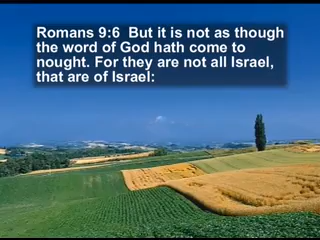 Romans 9:6  But it is not as though
the word of God hath come to
nought. For they are not all Israel,
that are of Israel: